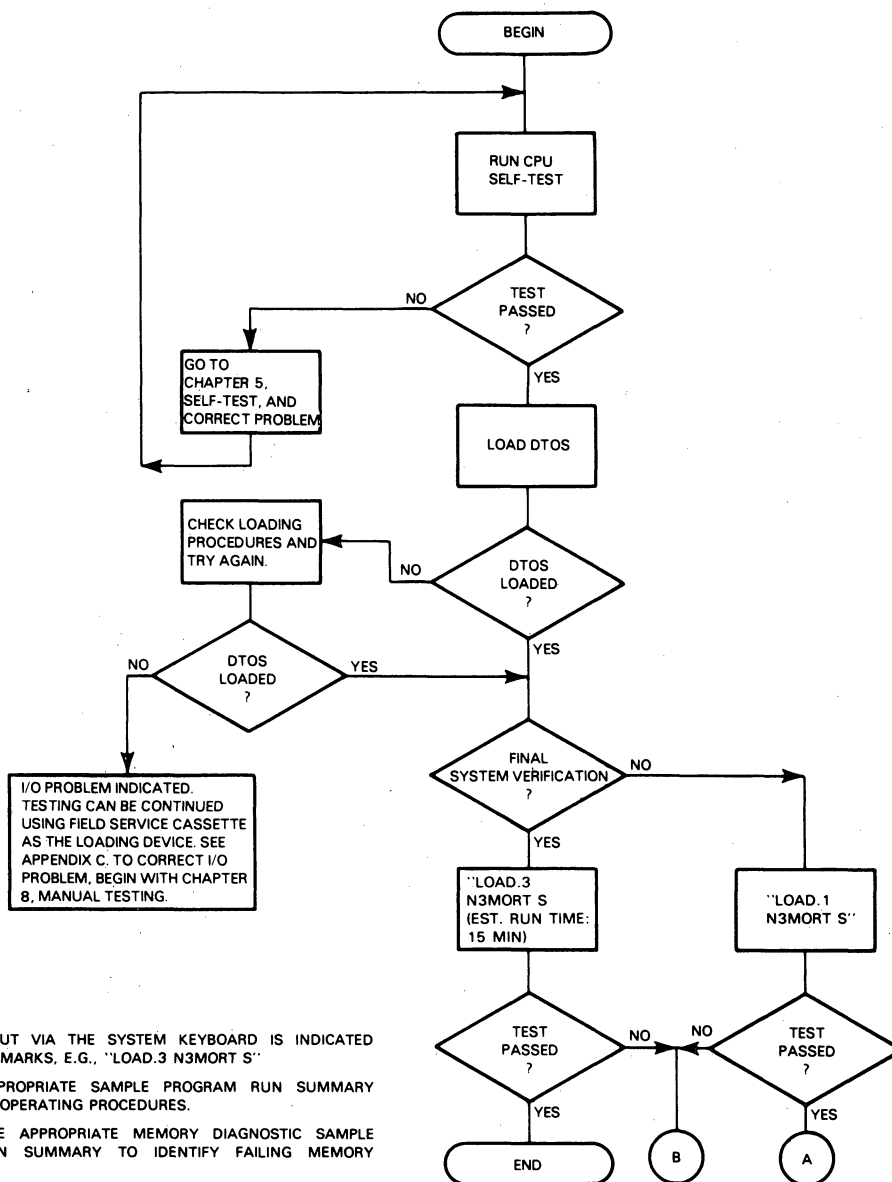 BEGIN
RUN CPU
SELF-TEST
TEST
PASSED
?
NO
YES
GO TO
CHAPTER 5,
SELF-TEST, AND
CORRECT PROBLEM
LOAD DTOS
CHECK LOADING
PROCEDURES AND
TRY AGAIN.
NO
DTOS
LOADED
?
YES
NO
DTOS
LOADED
?
YES
FINAL
SYSTEM VERIFICATION
?
NO
YES
I/O PROBLEM INDICATED.
TESTING CAN BE CONTINUED
USING FIELD SERVICE CASSETTE
AS THE LOADING DEVICE. SEE
APPENDIX C. TO CORRECT I/O
PROBLEM, BEGIN WITH CHAPTER
8, MANUAL TESTING.
"LOAD.3
N3MORT S
(EST. RUN TIME:
15 MIN)
"LOAD.1
N3MORT S"
TEST
PASSED
?
NO
YES
NO
TEST
PASSED
?
YES
UT VIA THE SYSTEM KEYBOARD IS INDICATED
MARKS, E.G., "LOAD.3 N3MORT S"
PROPRIATE SAMPLE PROGRAM RUN SUMMARY
OPERATING PROCEDURES.
E APPROPRIATE MEMORY DIAGNOSTIC SAMPLE
N SUMMARY TO IDENTIFY FAILING MEMORY
END
B
A